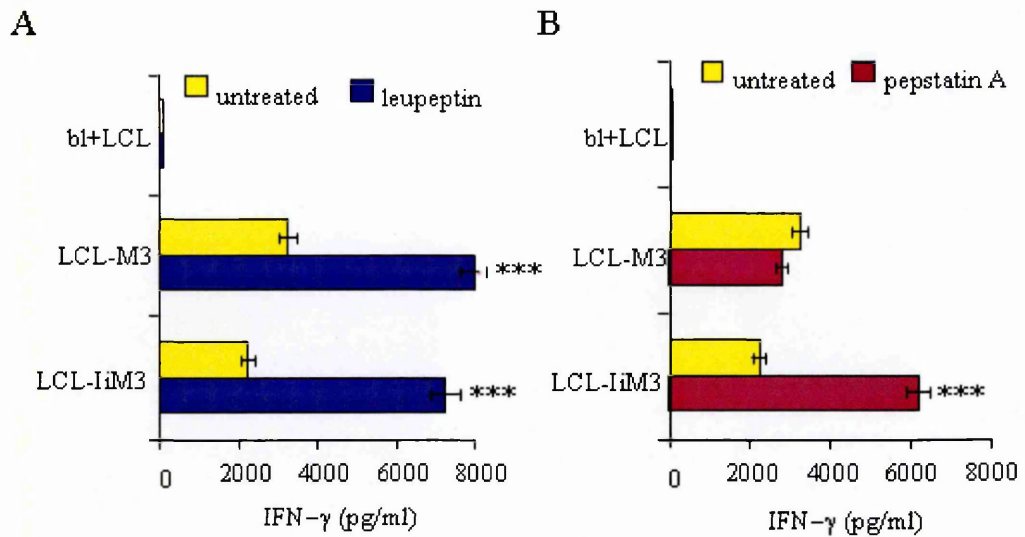 A
untreated leupeptin
bl+LCL
LCL-M3
***
LCL-IiM3
***
0 2000 4000 6000 8000
IFN-γ (pg/ml)
B
untreated pepstatin A
bl+LCL
LCL-M3
LCL-IiM3
***
0 2000 4000 6000 8000
IFN-γ (pg/ml)